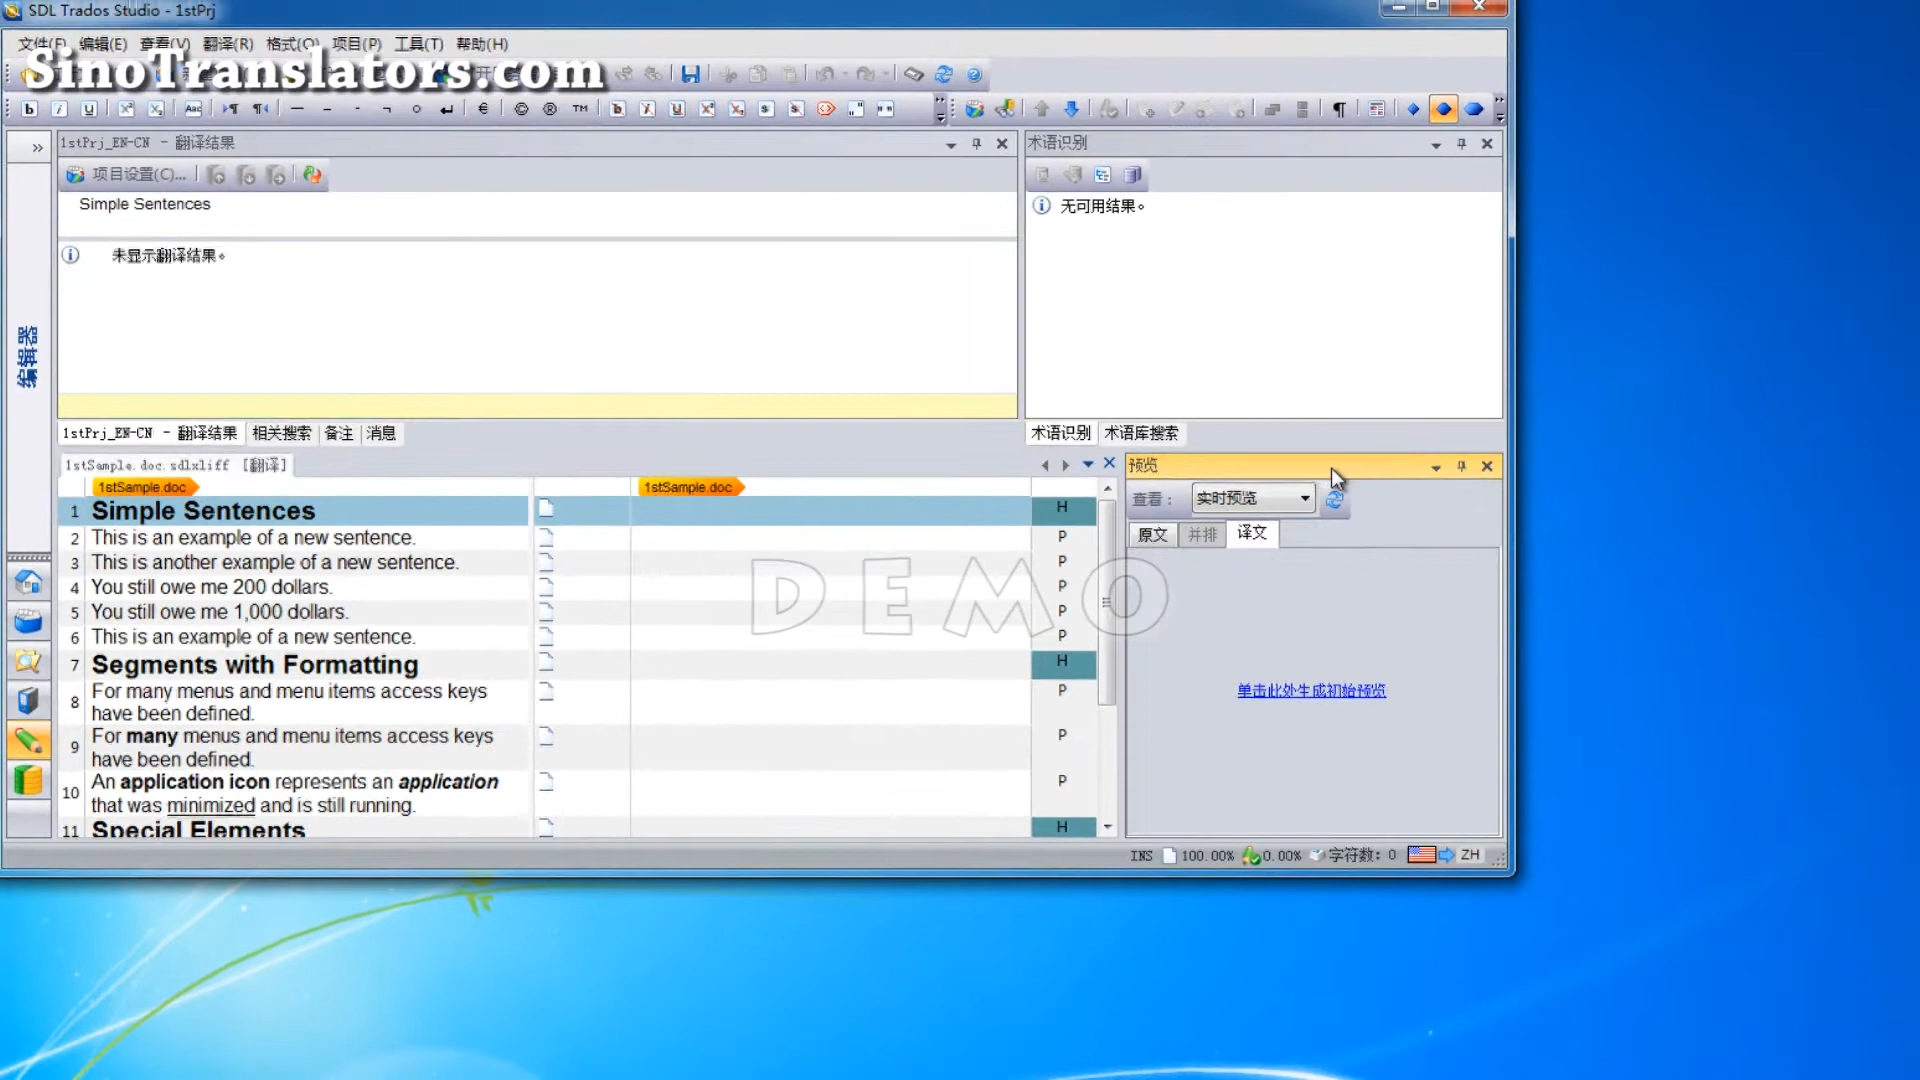 SDL Trados Studio - 1stPrj
文件(F) 编辑(E) 查看(V) 翻译(R) 格式(O) 项目(P) 工具(T) 帮助(H)
SinoTranslators.com
1stPrj_EN-CN - 翻译结果
术语识别
项目设置(C)...
Simple Sentences
无可用结果。
未显示翻译结果。
编辑器
1stPrj_EN-CN - 翻译结果 相关搜索 备注 消息
术语识别 术语库搜索
1stSample.doc.sdlxliff [翻译]
预览
1stSample.doc 1stSample.doc
查看： 实时预览
原文 并排 译文
1 Simple Sentences H
2 This is an example of a new sentence. P
3 This is another example of a new sentence. P
4 You still owe me 200 dollars. P
5 You still owe me 1,000 dollars. P
6 This is an example of a new sentence. P
DEMO
7 Segments with Formatting H
8 For many menus and menu items access keys P
have been defined.
单击此处生成初始预览
9 For many menus and menu items access keys P
have been defined.
10 An application icon represents an application P
that was minimized and is still running.
11 Special Elements H
INS 100.00% 0.00% 字符数: 0 ZH